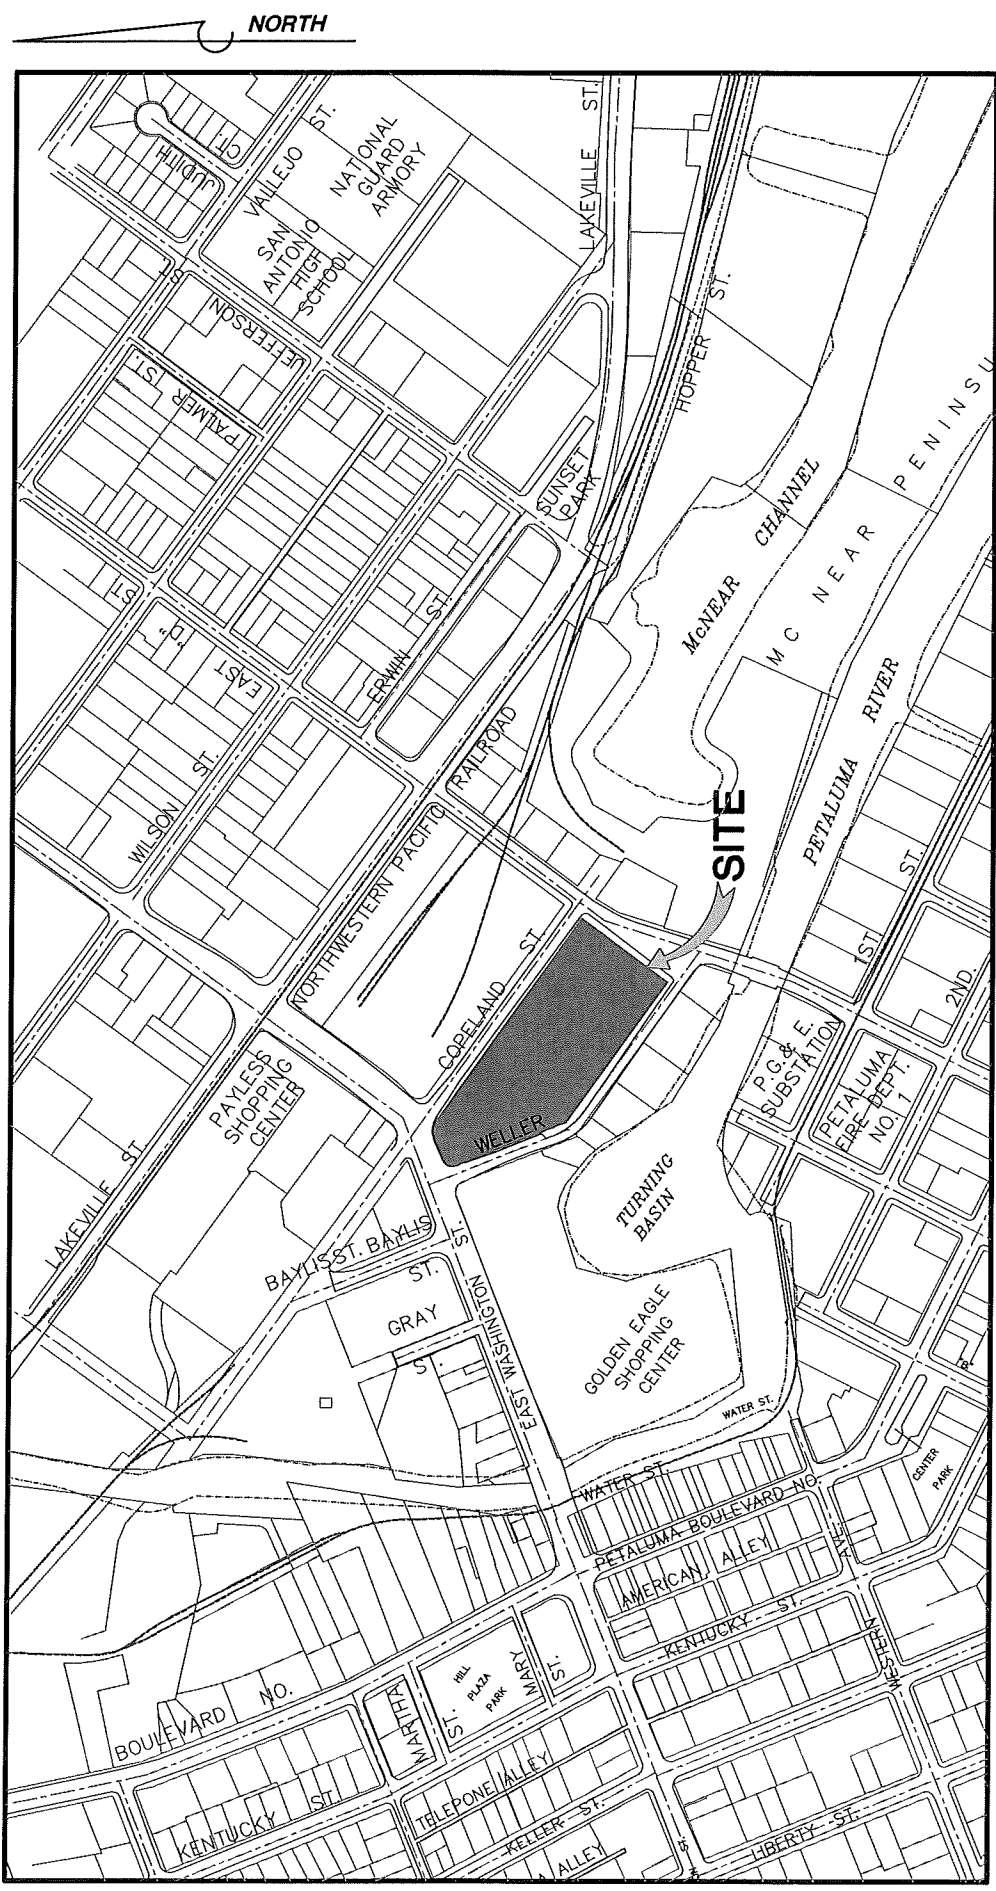 NORTH
JUDITH
CT.
VALLEJO
ST.
NATIONAL
GUARD
ARMORY
SAN
ANTONIO
HIGH
SCHOOL
LAKEVILLE ST.
JEFFERSON
ST.
PALMER
ST.
HOPPER ST.
SUNSET
PARK
McNEAR CHANNEL
MC NEAR PENINSU
EAST
"D"
ST.
ERWIN
ST.
WILSON
ST.
NORTHWESTERN PACIFIC RAILROAD
PETALUMA RIVER
SITE
COPELAND ST.
WELLER
1ST. ST.
2ND.
P.G.& E.
SUBSTATION
PETALUMA
FIRE DEPT.
NO. 1
PAYLESS
SHOPPING
CENTER
LAKEVILLE ST.
TURNING
BASIN
BAYLIS ST. BAYLIS
ST.
GRAY
S.
EAST WASHINGTON
ST.
GOLDEN EAGLE
SHOPPING
CENTER
WATER ST.
WATER ST.
"B"
CENTER
PARK
PETALUMA BOULEVARD NO.
AMERICAN ALLEY
KENTUCKY ST.
WESTERN
AVE.
BOULEVARD NO.
MARTHA
ST.
HILL
PLAZA
PARK
MARY
ST.
KENTUCKY ST.
TELEPONE ALLEY
KELLER ST.
A ALLEY
LIBERTY ST.